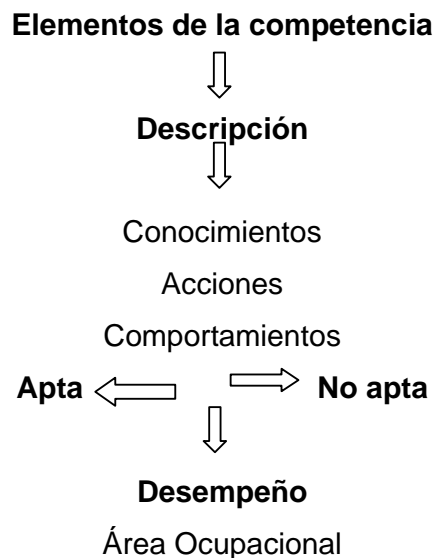 Elementos de la competencia
Descripción
Conocimientos
Acciones
Comportamientos
Apta No apta
Desempeño
Área Ocupacional